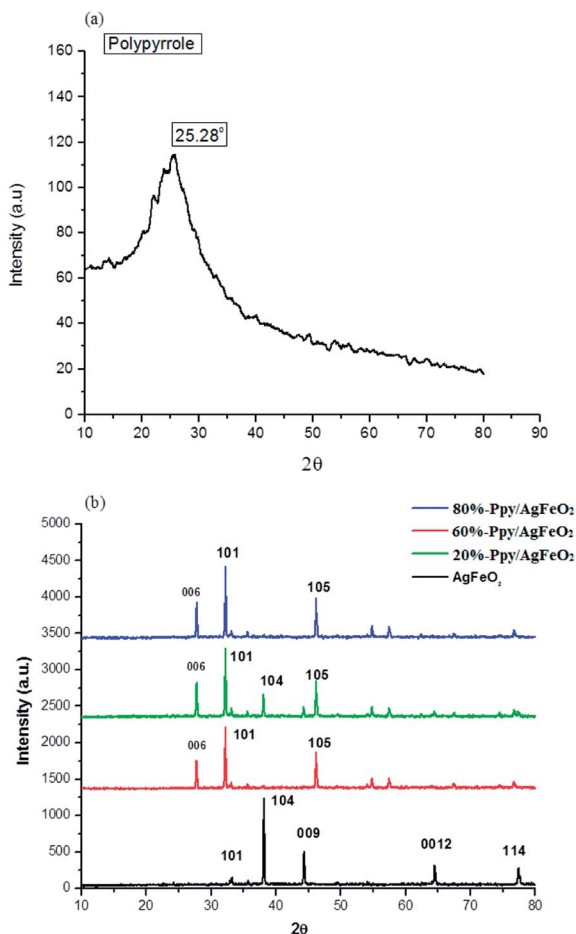 (a)
Polypyrrole
25.28°
Intensity (a.u)
160
140
120
100
80
60
40
20
0
10 20 30 40 50 60 70 80 90
2θ
(b)
80%-Ppy/AgFeO₂
60%-Ppy/AgFeO₂
20%-Ppy/AgFeO₂
AgFeO₂
Intensity (a.u.)
5000
4500
4000
3500
3000
2500
2000
1500
1000
500
0
006 101 105
006 101 104 105
006 101 105
101 104 009 0012 114
10 20 30 40 50 60 70 80
2θ